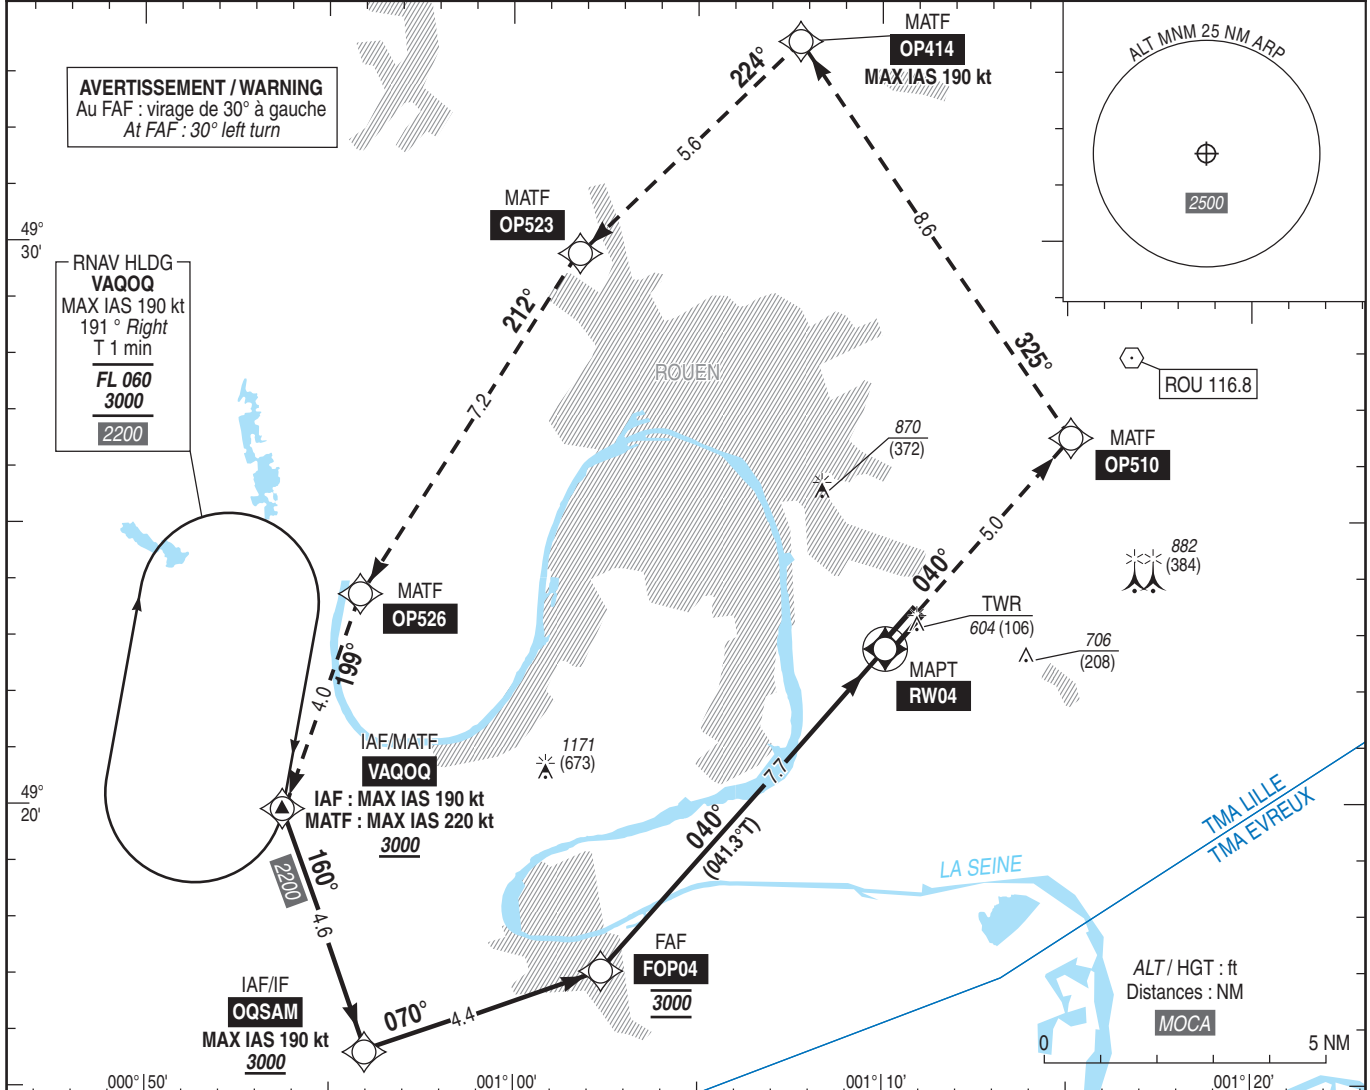 MATF
OP414
MAX IAS 190 kt
ALT MNM 25 NM ARP
2500
AVERTISSEMENT / WARNING
Au FAF : virage de 30° à gauche
At FAF : 30° left turn
224°
5.6
MATF
OP523
8.6
49°
30'
RNAV HLDG
VAQOQ
MAX IAS 190 kt
191 ° Right
T 1 min
FL 060
3000
2200
212°
7.2
ROUEN
325°
ROU 116.8
870
(372)
MATF
OP510
5.0
040°
882
(384)
MATF
OP526
TWR
604 (106)
706
(208)
MAPT
RW04
199°
4.0
IAF/MATF
VAQOQ
IAF : MAX IAS 190 kt
MATF : MAX IAS 220 kt
3000
1171
(673)
7.7
49°
20'
040°
(041.3°T)
TMA LILLE
TMA EVREUX
LA SEINE
160°
2200
4.6
FAF
FOP04
3000
IAF/IF
OQSAM
MAX IAS 190 kt
3000
070°
4.4
ALT / HGT : ft
Distances : NM
MOCA
0
5 NM
000°50'
001°00'
001°10'
001°20'